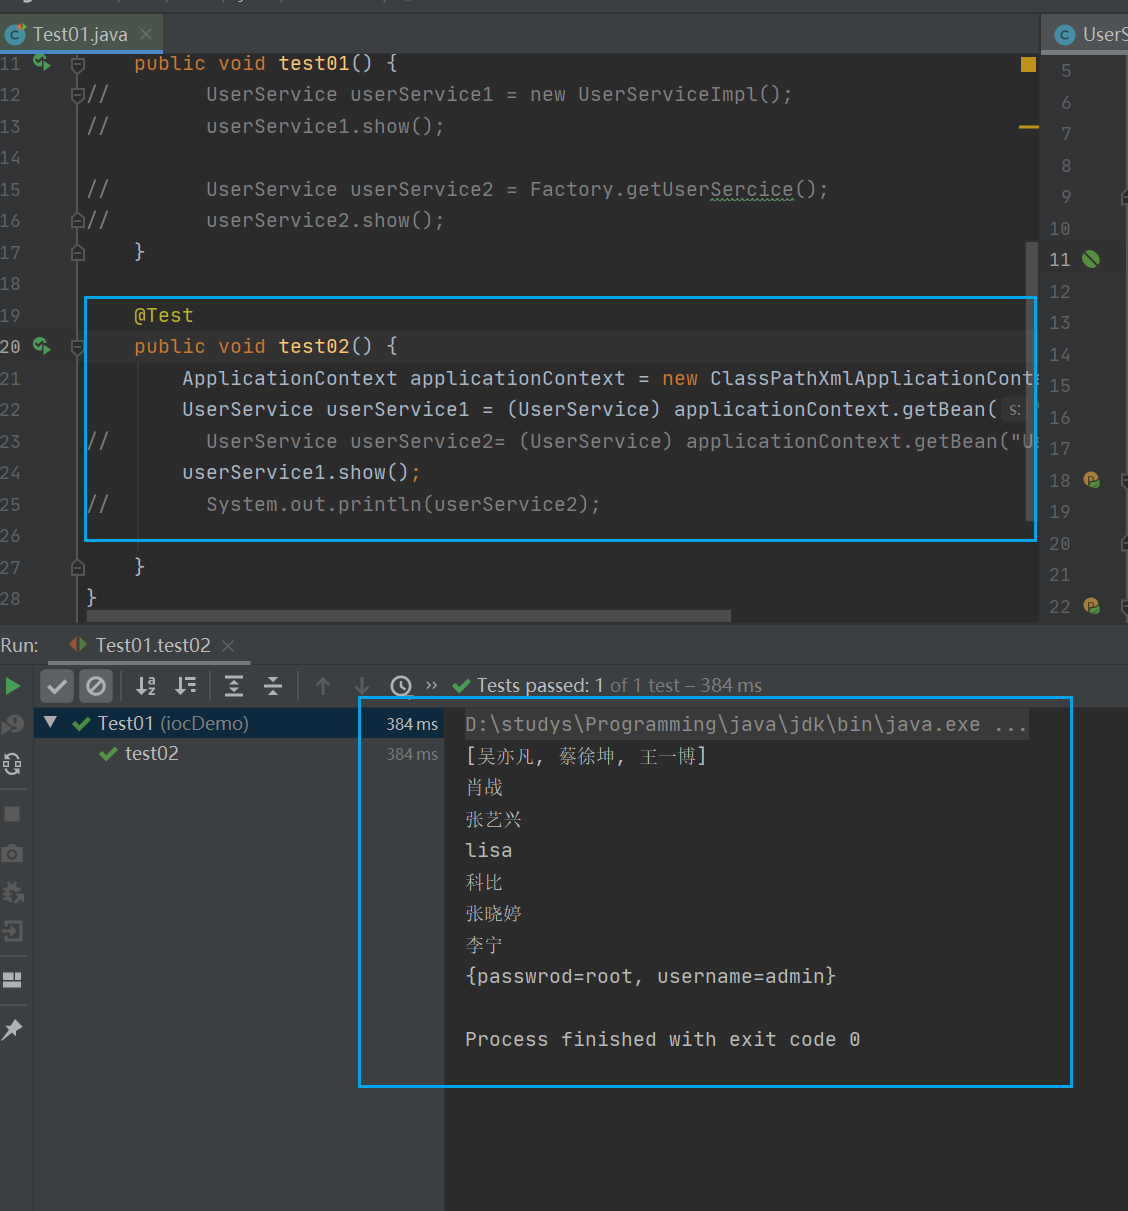 Test01.java
UserS
11 public void test01() {
12 // UserService userService1 = new UserServiceImpl();
13 // userService1.show();
14
15 // UserService userService2 = Factory.getUserSercice();
16 // userService2.show();
17 }
18
19 @Test
20 public void test02() {
21 ApplicationContext applicationContext = new ClassPathXmlApplicationConte
22 UserService userService1 = (UserService) applicationContext.getBean( s: "
23 // UserService userService2= (UserService) applicationContext.getBean("Us
24 userService1.show();
25 // System.out.println(userService2);
26
27 }
28 }
5
6
7
8
9
10
11
12
13
14
15
16
17
18
19
20
21
22
Run: Test01.test02
Tests passed: 1 of 1 test – 384 ms
Test01 (iocDemo) 384 ms
test02 384 ms
D:\studys\Programming\java\jdk\bin\java.exe ...
[吴亦凡, 蔡徐坤, 王一博]
肖战
张艺兴
lisa
科比
张晓婷
李宁
{passwrod=root, username=admin}
Process finished with exit code 0